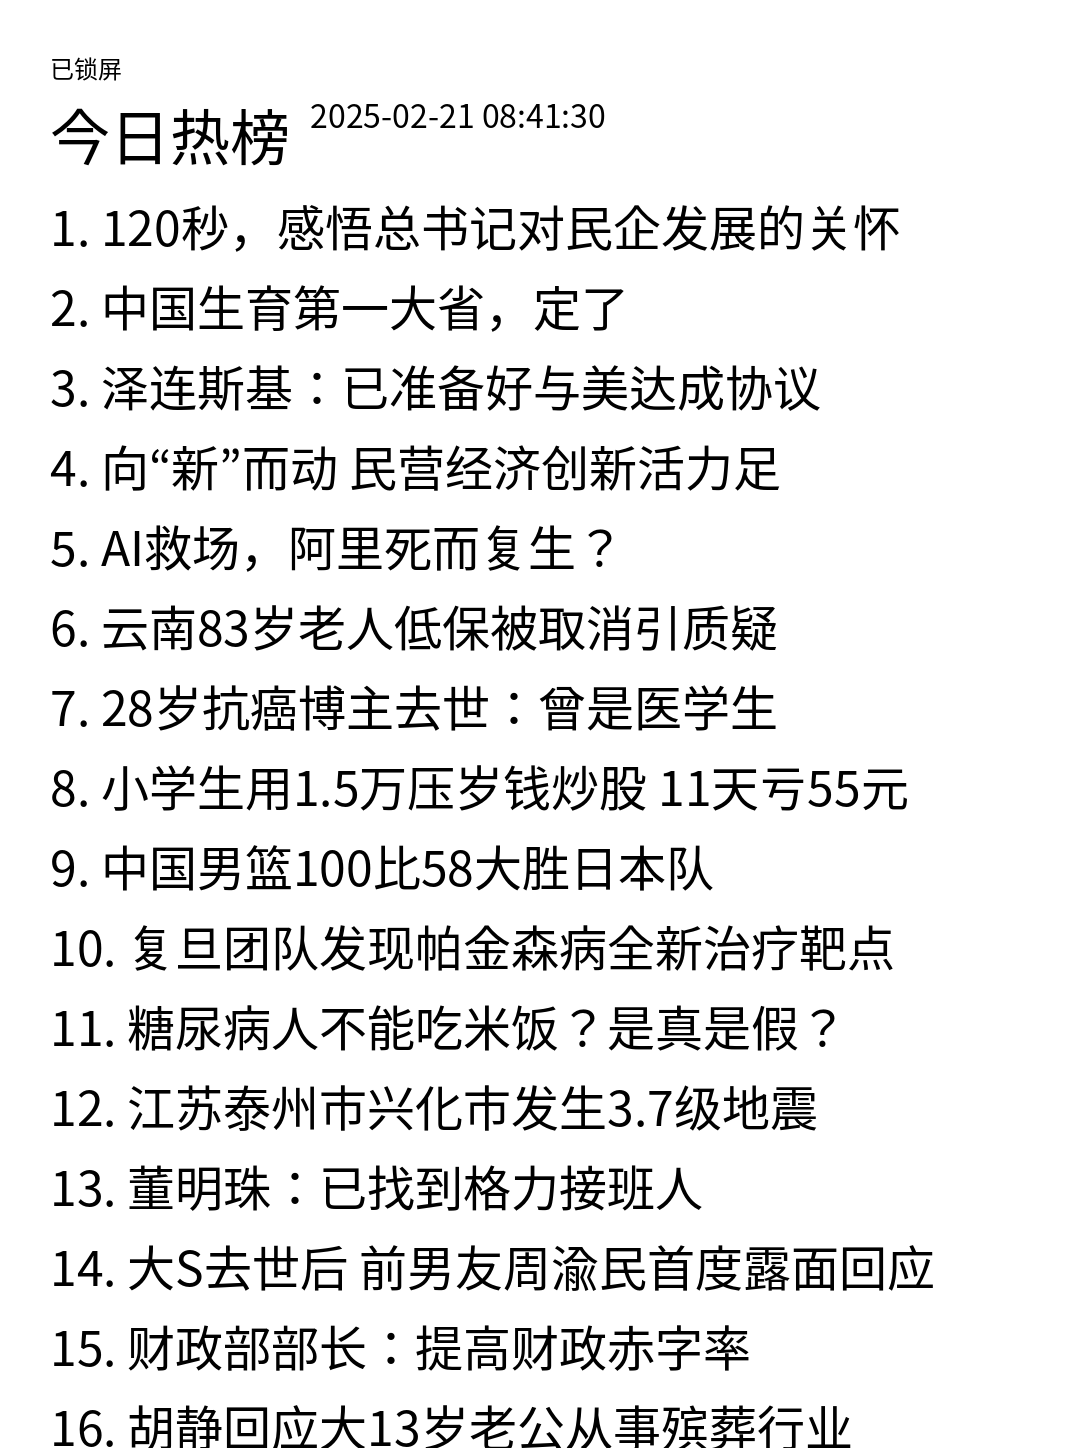 已锁屏
今日热榜 2025-02-21 08:41:30
1. 120秒，感悟总书记对民企发展的关怀
2. 中国生育第一大省，定了
3. 泽连斯基：已准备好与美达成协议
4. 向“新”而动 民营经济创新活力足
5. AI救场，阿里死而复生？
6. 云南83岁老人低保被取消引质疑
7. 28岁抗癌博主去世：曾是医学生
8. 小学生用1.5万压岁钱炒股 11天亏55元
9. 中国男篮100比58大胜日本队
10. 复旦团队发现帕金森病全新治疗靶点
11. 糖尿病人不能吃米饭？是真是假？
12. 江苏泰州市兴化市发生3.7级地震
13. 董明珠：已找到格力接班人
14. 大S去世后 前男友周渝民首度露面回应
15. 财政部部长：提高财政赤字率
16. 胡静回应大13岁老公从事殡葬行业